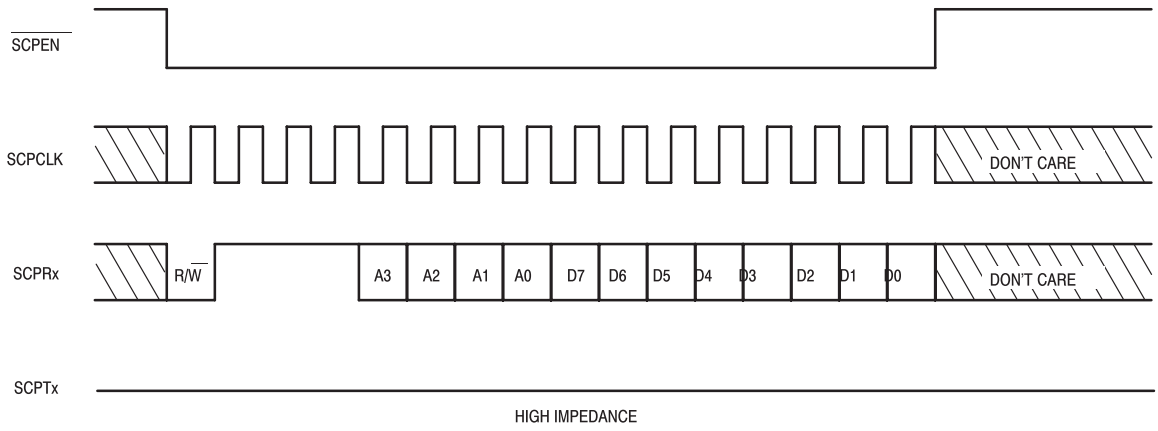 SCPEN
SCPCLK
DON'T CARE
SCPRx
R/W
A3
A2
A1
A0
D7
D6
D5
D4
D3
D2
D1
D0
DON'T CARE
SCPTx
HIGH IMPEDANCE